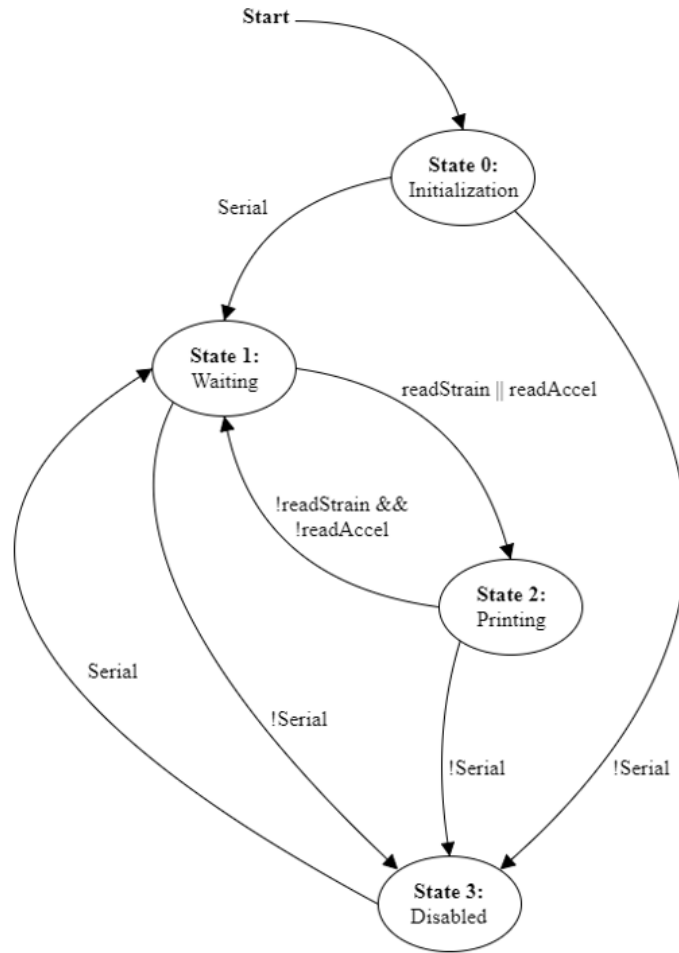 Start
State 0:
Initialization
Serial
State 1:
Waiting
readStrain || readAccel
!readStrain &&
!readAccel
State 2:
Printing
Serial
!Serial
!Serial
!Serial
State 3:
Disabled